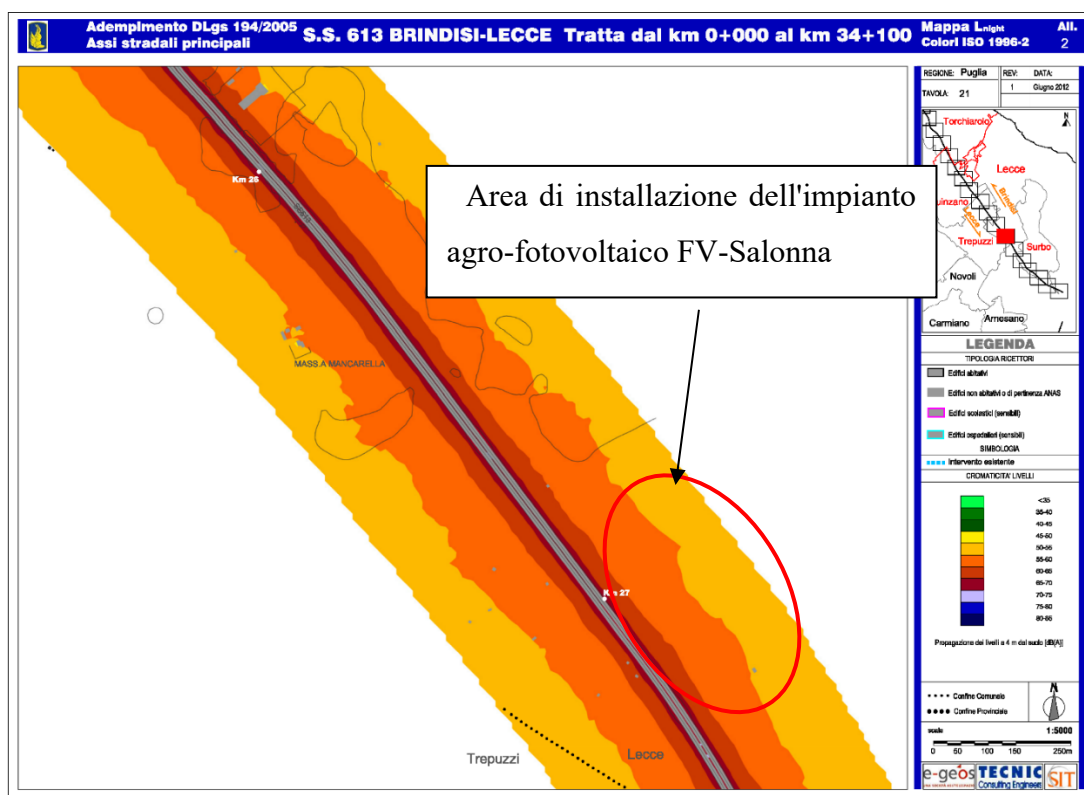 Adempimento DLgs 194/2005
Assi stradali principali
S.S. 613 BRINDISI-LECCE Tratta dal km 0+000 al km 34+100
Mappa Lnight
Colori ISO 1996-2
All.
2
REGIONE: Puglia
REV:
DATA:
TAVOLA: 21
1
Giugno 2012
N
Torchiarolo
Lecce
Brindisi
uinzano
Lecce
Trepuzzi
Surbo
Novoli
Carmiano
Arnesano
Km 26
Area di installazione dell'impianto
agro-fotovoltaico FV-Salonna
MASS.A MANCARELLA
Km 27
Trepuzzi
Lecce
LEGENDA
TIPOLOGIA RICETTORI
Edifici abitativi
Edifici non abitativi o di pertinenza ANAS
Edifici scolastici (sensibili)
Edifici ospedalieri (sensibili)
SIMBOLOGIA
Intervento esistente
CROMATICITA' LIVELLI
<35
35-40
40-45
45-50
50-55
55-60
60-65
65-70
70-75
75-80
80-85
Propagazione dei livelli a 4 m dal suolo [dB(A)]
Confine Comunale
Confine Provinciale
N
scala
1:5000
0 50 100 150 250m
e-geos
TECNIC
Consulting Engineers
SIT